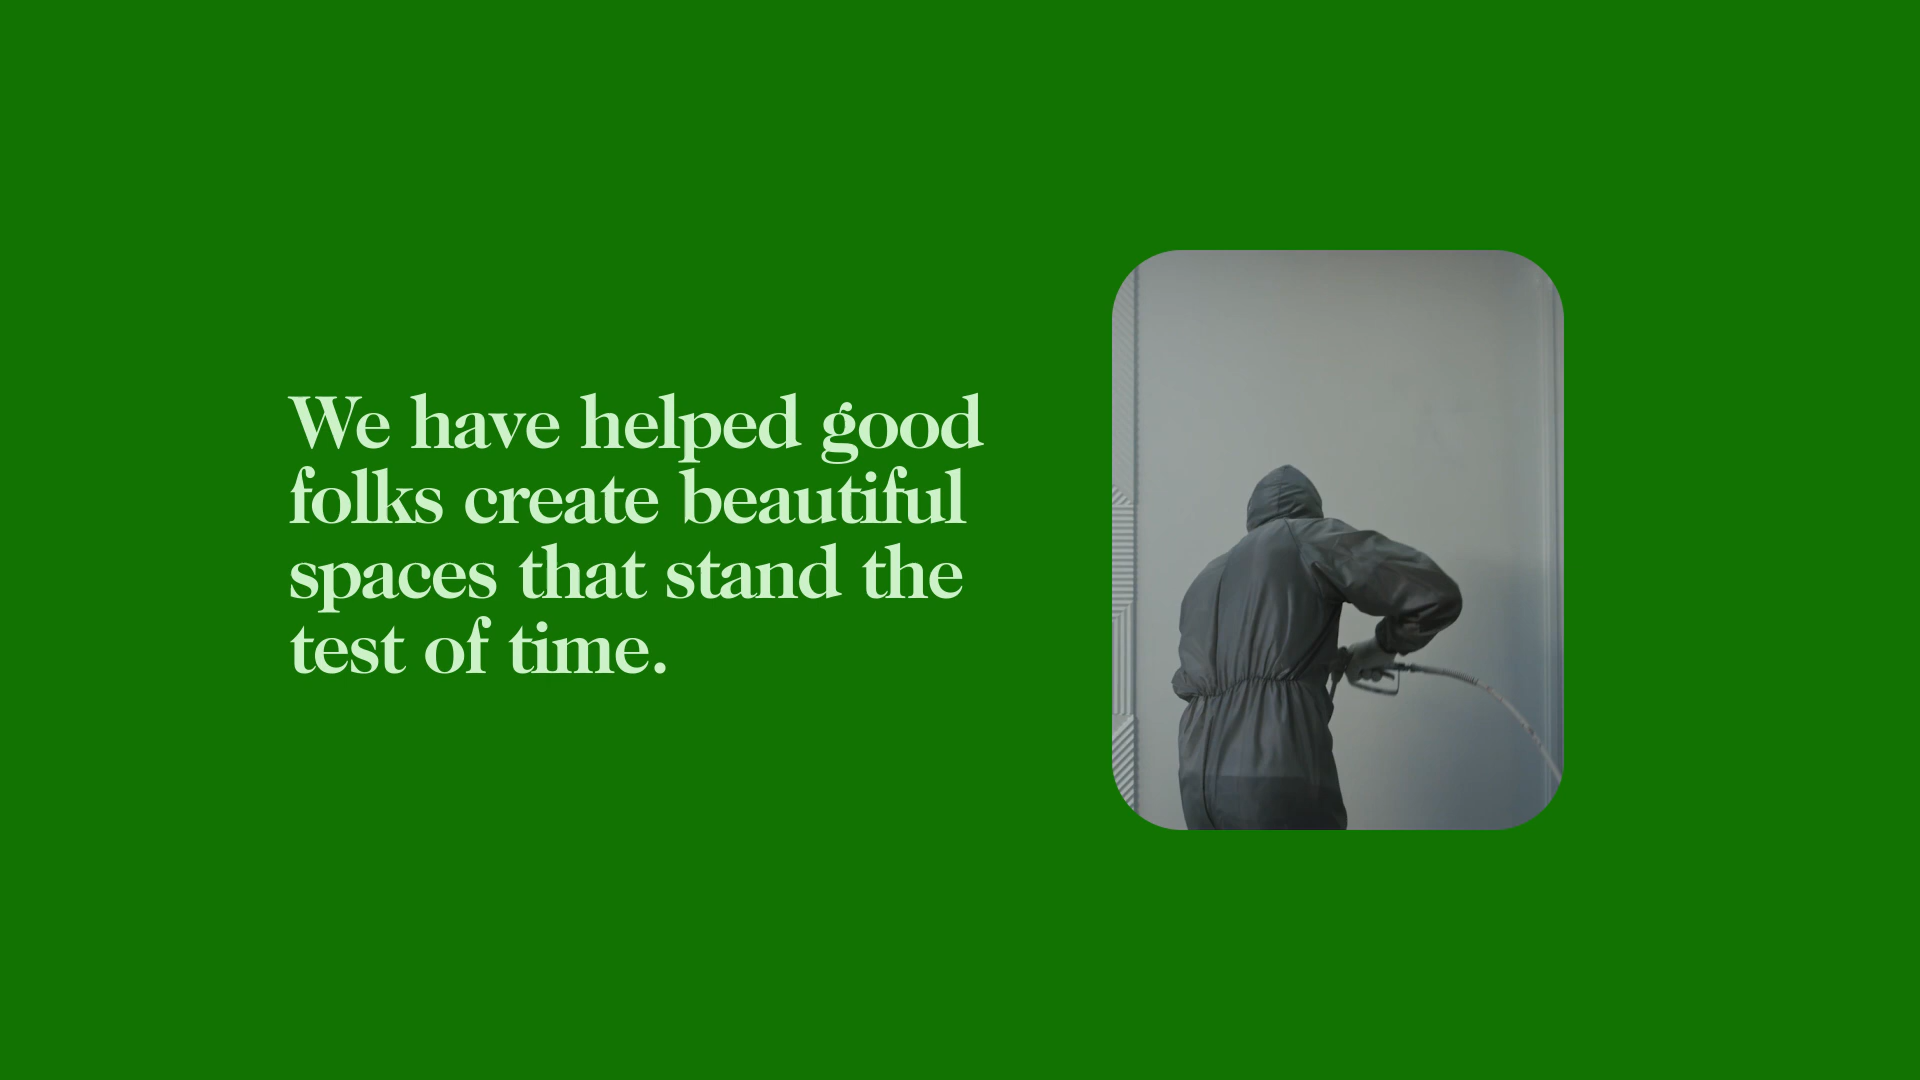 We have helped good
folks create beautiful
spaces that stand the
test of time.